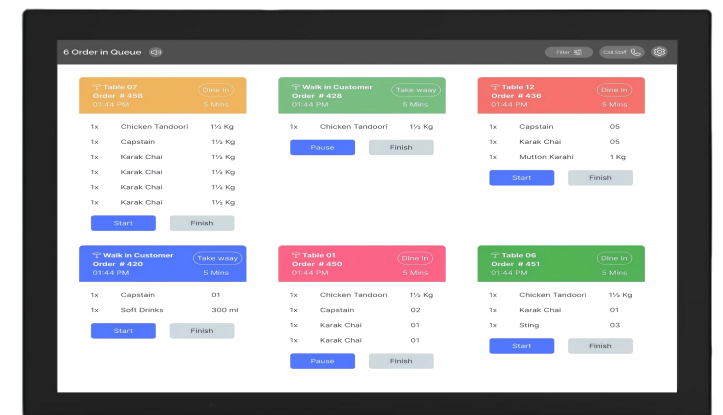 6 Order in Queue
Filter
Call Staff
Table 07 Dine In
Order # 458
01:44 PM 5 Mins
1x Chicken Tandoori 1½ Kg
1x Capstain 1½ Kg
1x Karak Chai 1½ Kg
1x Karak Chai 1½ Kg
1x Karak Chai 1½ Kg
1x Karak Chai 1½ Kg
Start Finish
Walk in Customer Take waay
Order # 428
01:44 PM 5 Mins
1x Chicken Tandoori 1½ Kg
Pause Finish
Table 12 Dine In
Order # 436
01:44 PM 5 Mins
1x Capstain 05
1x Karak Chai 05
1x Mutton Karahi 1 Kg
Start Finish
Walk in Customer Take waay
Order # 420
01:44 PM 5 Mins
1x Capstain 01
1x Soft Drinks 300 ml
Start Finish
Table 01 Dine In
Order # 450
01:44 PM 5 Mins
1x Chicken Tandoori 1½ Kg
1x Capstain 02
1x Karak Chai 01
1x Karak Chai 01
Pause Finish
Table 06 Dine In
Order # 451
01:44 PM 5 Mins
1x Chicken Tandoori 1½ Kg
1x Karak Chai 01
1x Sting 03
Start Finish